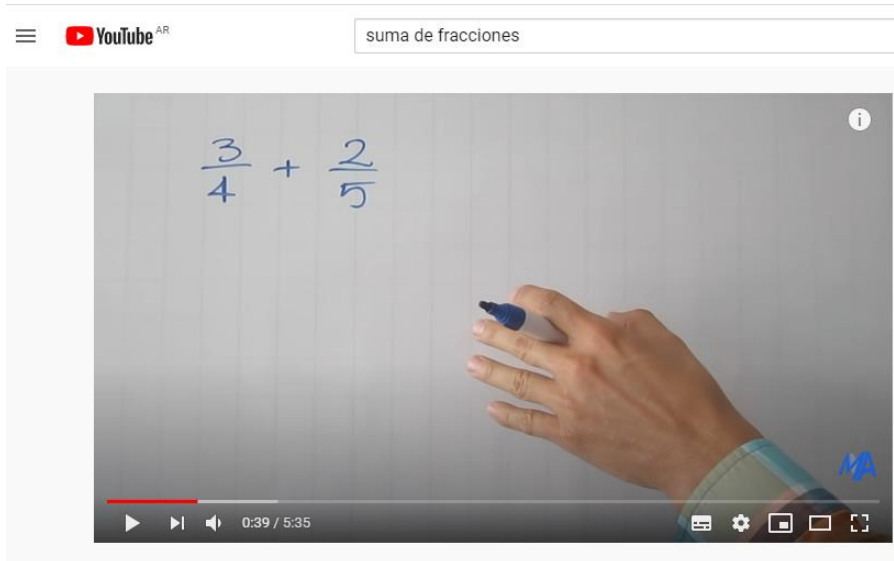 YouTube AR
suma de fracciones
3/4 + 2/5
MA
0:39 / 5:35